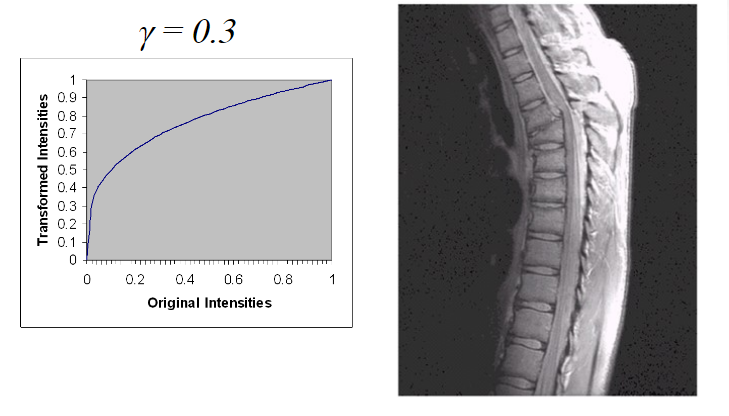 γ = 0.3
Transformed Intensities
1
0.9
0.8
0.7
0.6
0.5
0.4
0.3
0.2
0.1
0
0 0.2 0.4 0.6 0.8 1
Original Intensities